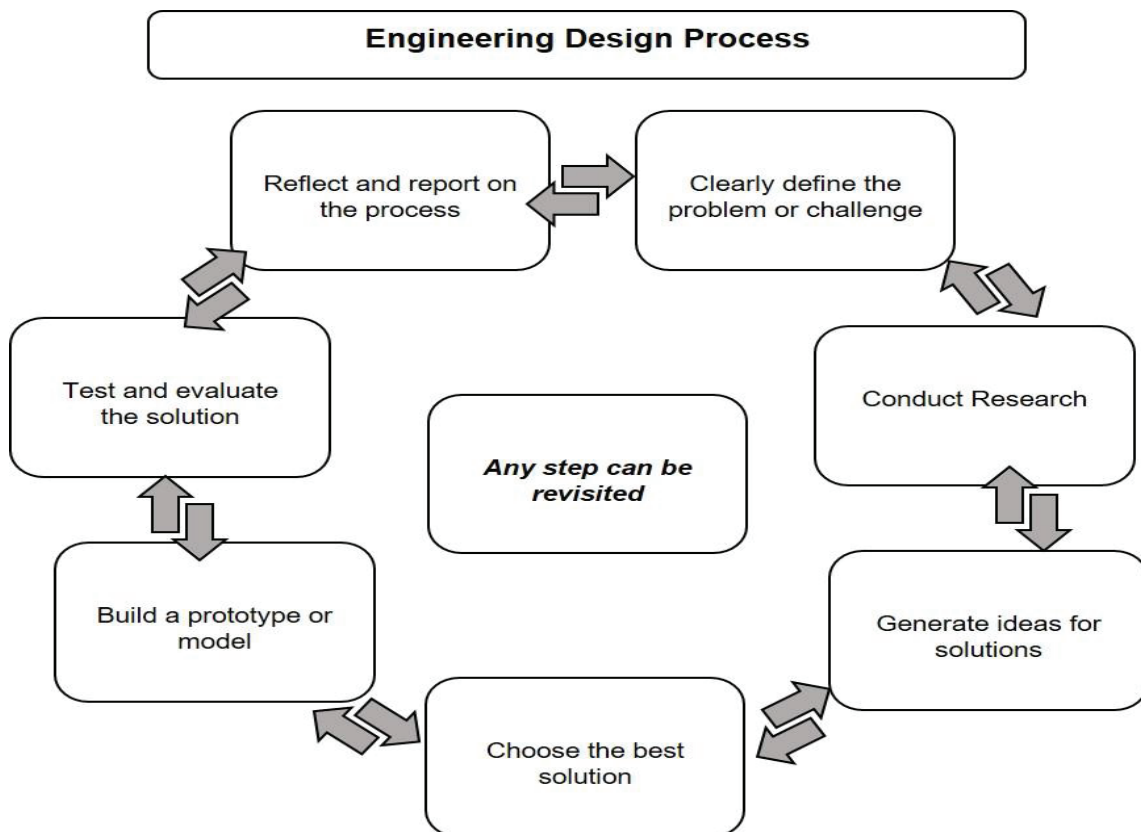 Engineering Design Process
Reflect and report on
the process
Clearly define the
problem or challenge
Test and evaluate
the solution
Conduct Research
Any step can be
revisited
Build a prototype or
model
Generate ideas for
solutions
Choose the best
solution